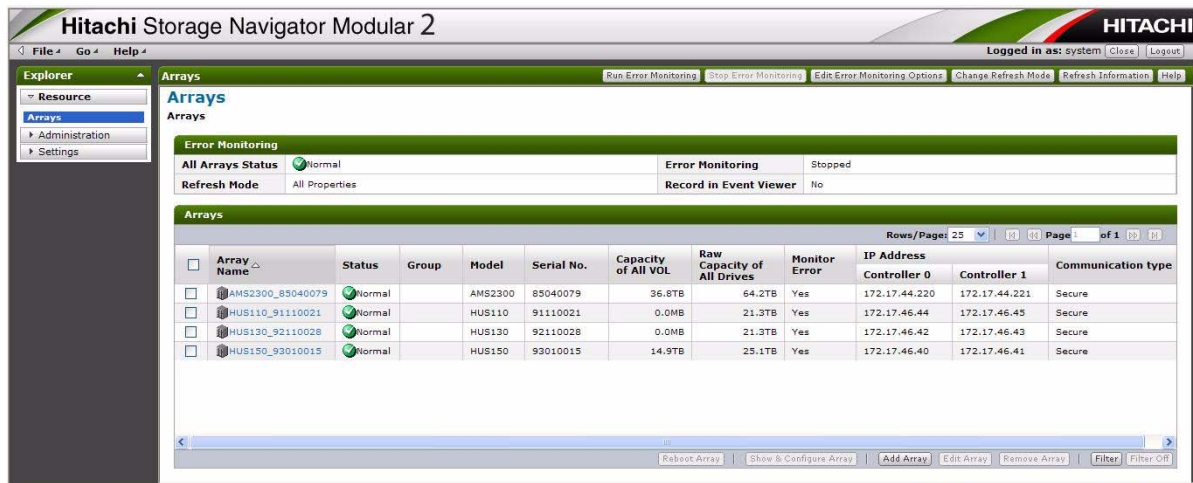 Hitachi Storage Navigator Modular 2
HITACHI
File Go Help
Logged in as: system Close Logout
Explorer
Resource
Arrays
Administration
Settings
Arrays
Run Error Monitoring Stop Error Monitoring Edit Error Monitoring Options Change Refresh Mode Refresh Information Help
Arrays
Arrays
Error Monitoring
All Arrays Status Normal Error Monitoring Stopped
Refresh Mode All Properties Record in Event Viewer No
Arrays
Rows/Page: 25 Page 1 of 1
Array Name Status Group Model Serial No. Capacity of All VOL Raw Capacity of All Drives Monitor Error IP Address Communication type
Controller 0 Controller 1
AMS2300_85040079 Normal AMS2300 85040079 36.8TB 64.2TB Yes 172.17.44.220 172.17.44.221 Secure
HUS110_91110021 Normal HUS110 91110021 0.0MB 21.3TB Yes 172.17.46.44 172.17.46.45 Secure
HUS130_92110028 Normal HUS130 92110028 0.0MB 21.3TB Yes 172.17.46.42 172.17.46.43 Secure
HUS150_93010015 Normal HUS150 93010015 14.9TB 25.1TB Yes 172.17.46.40 172.17.46.41 Secure
Reboot Array Show & Configure Array Add Array Edit Array Remove Array Filter Filter Off